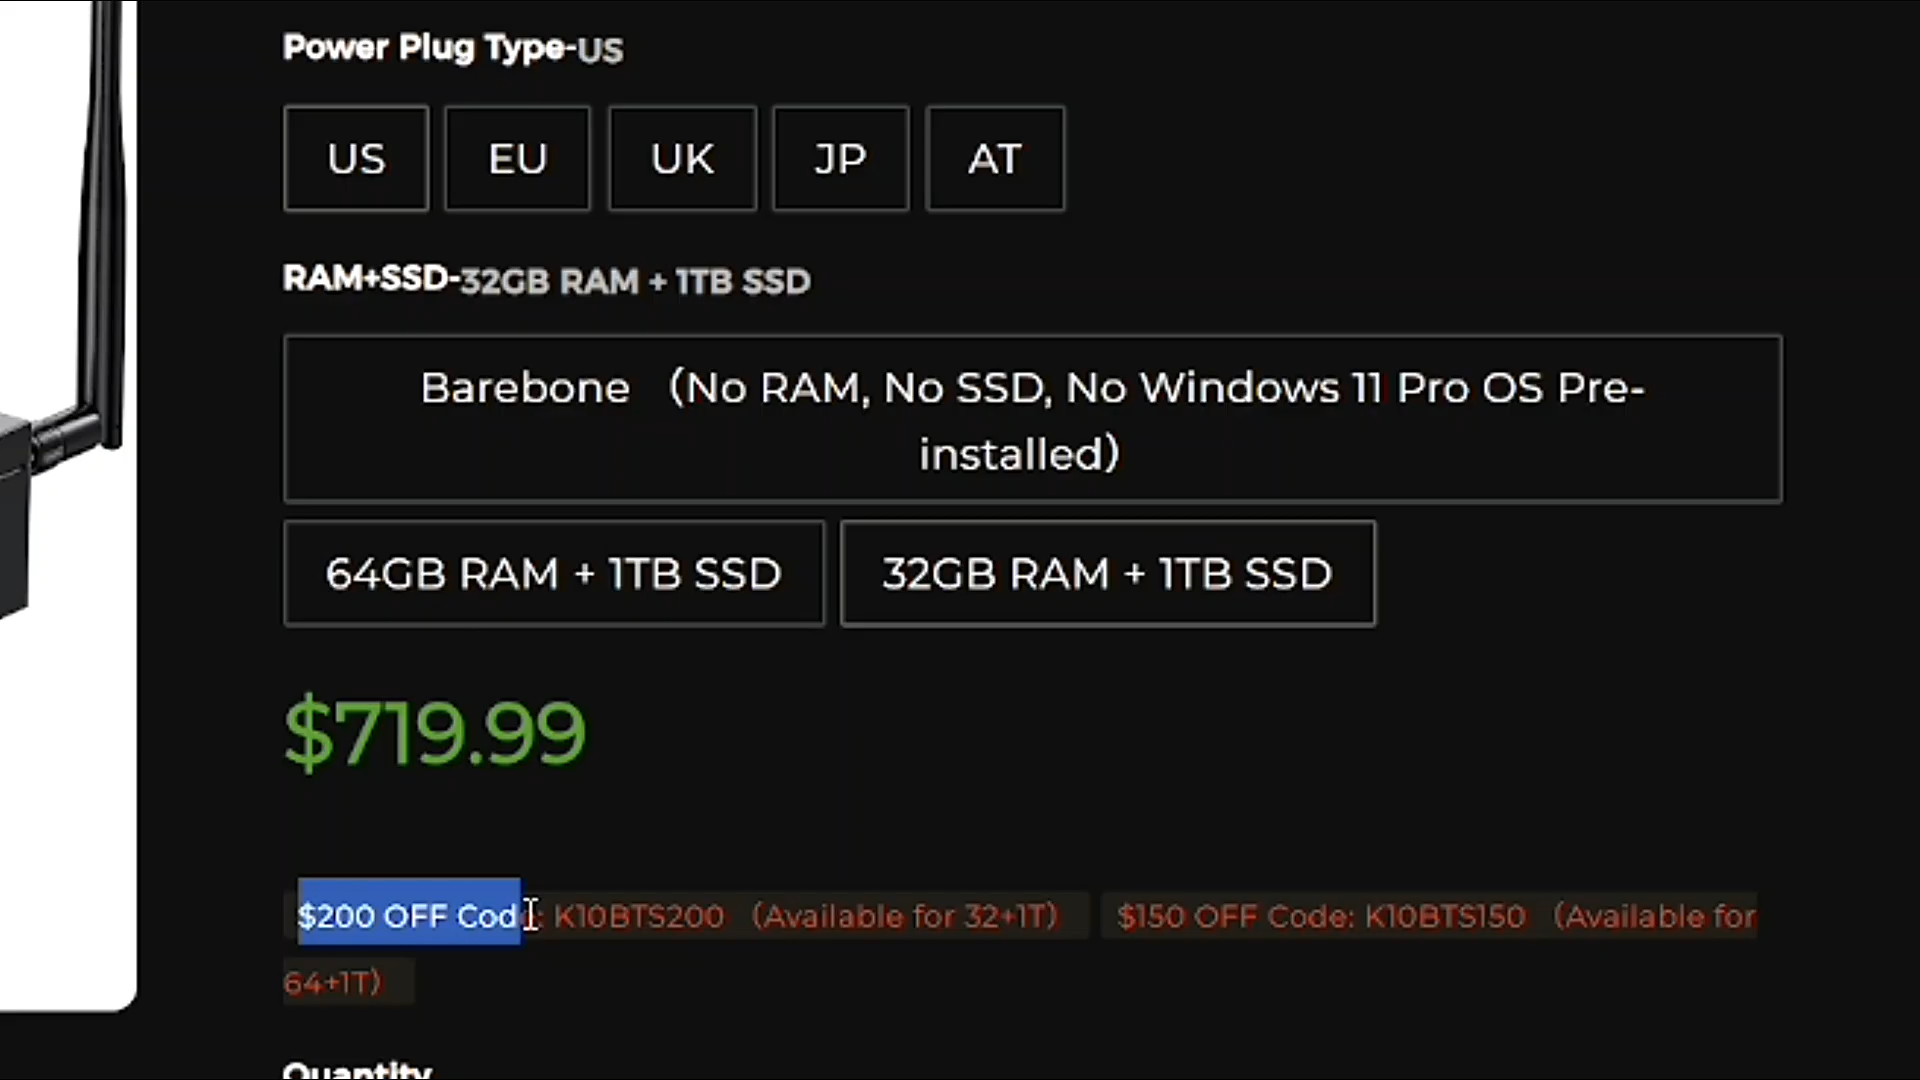 Power Plug Type-US
US EU UK JP AT
RAM+SSD-32GB RAM + 1TB SSD
Barebone （No RAM, No SSD, No Windows 11 Pro OS Pre-
installed）
64GB RAM + 1TB SSD 32GB RAM + 1TB SSD
$719.99
$200 OFF Code: K10BTS200 （Available for 32+1T） $150 OFF Code: K10BTS150 （Available for
64+1T）
Quantity